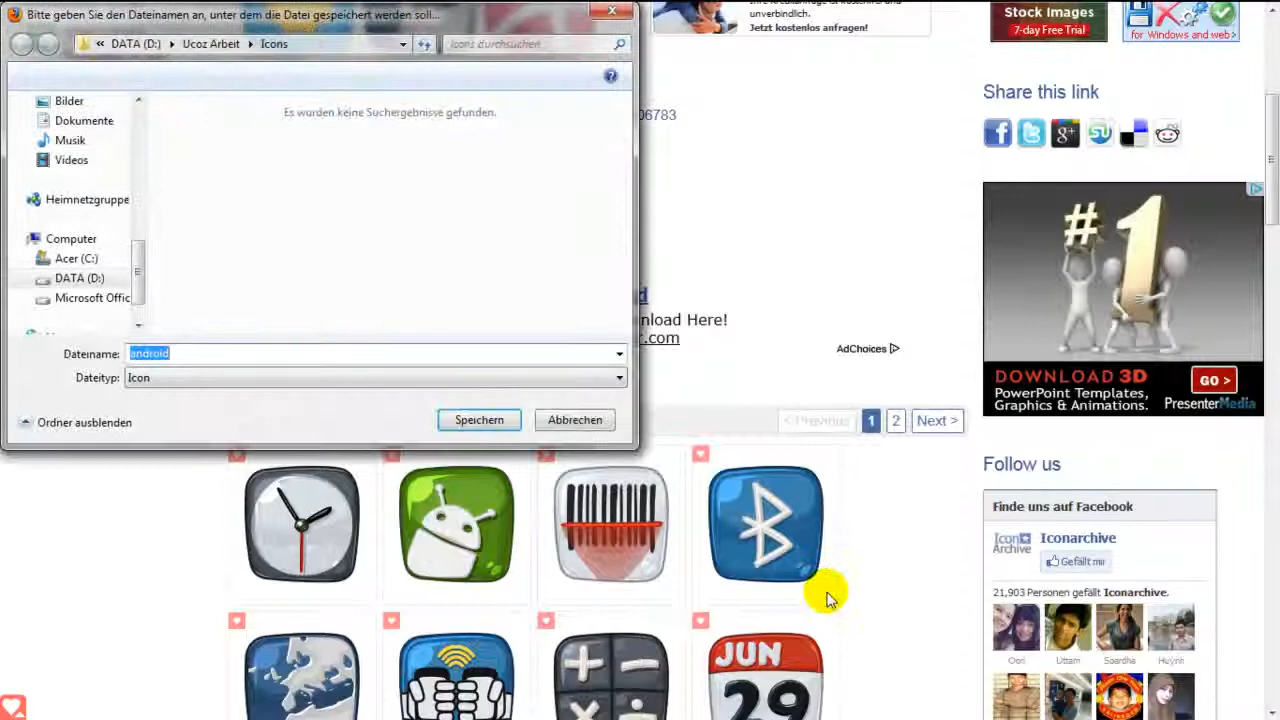 Bitte geben Sie den Dateinamen an, unter dem die Datei gespeichert werden soll...
« DATA (D:) Ucoz Arbeit Icons
Icons durchsuchen
Bilder
Dokumente
Musik
Videos
Heimnetzgruppe
Computer
Acer (C:)
DATA (D:)
Microsoft Offic
Es wurden keine Suchergebnisse gefunden.
Dateiname: android
Dateityp: Icon
Ordner ausblenden
Speichern
Abbrechen
unverbindlich.
Jetzt kostenlos anfragen!
Stock Images
7-day Free Trial
for Windows and web>
06783
Share this link
nload Here!
r.com
AdChoices
#1
DOWNLOAD 3D
PowerPoint Templates,
Graphics & Animations.
GO >
PresenterMedia
< Previous 1 2 Next >
Follow us
Finde uns auf Facebook
Icon
Archive
Iconarchive
Gefällt mir
21,903 Personen gefällt Iconarchive.
Oori
Uttam
Spardha
Huỳnh
JUN
29